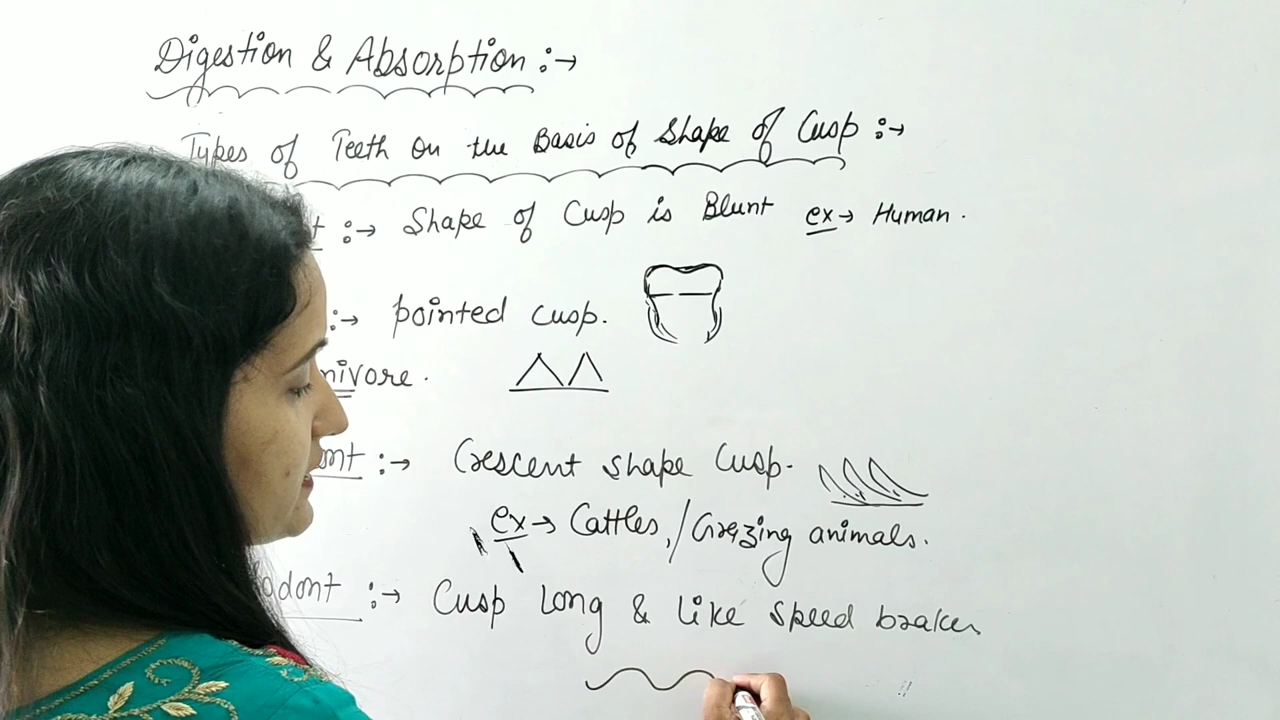 Digestion & Absorption :→
Types of Teeth on the Basis of Shape of Cusp :→
:→ Shape of Cusp is Blunt ex → Human.
:→ pointed cusp.
nivore.
ont :→ Crescent shape Cusp.
ex → Cattles, / Grezing animals.
odont :→ Cusp Long & Like Speed braker